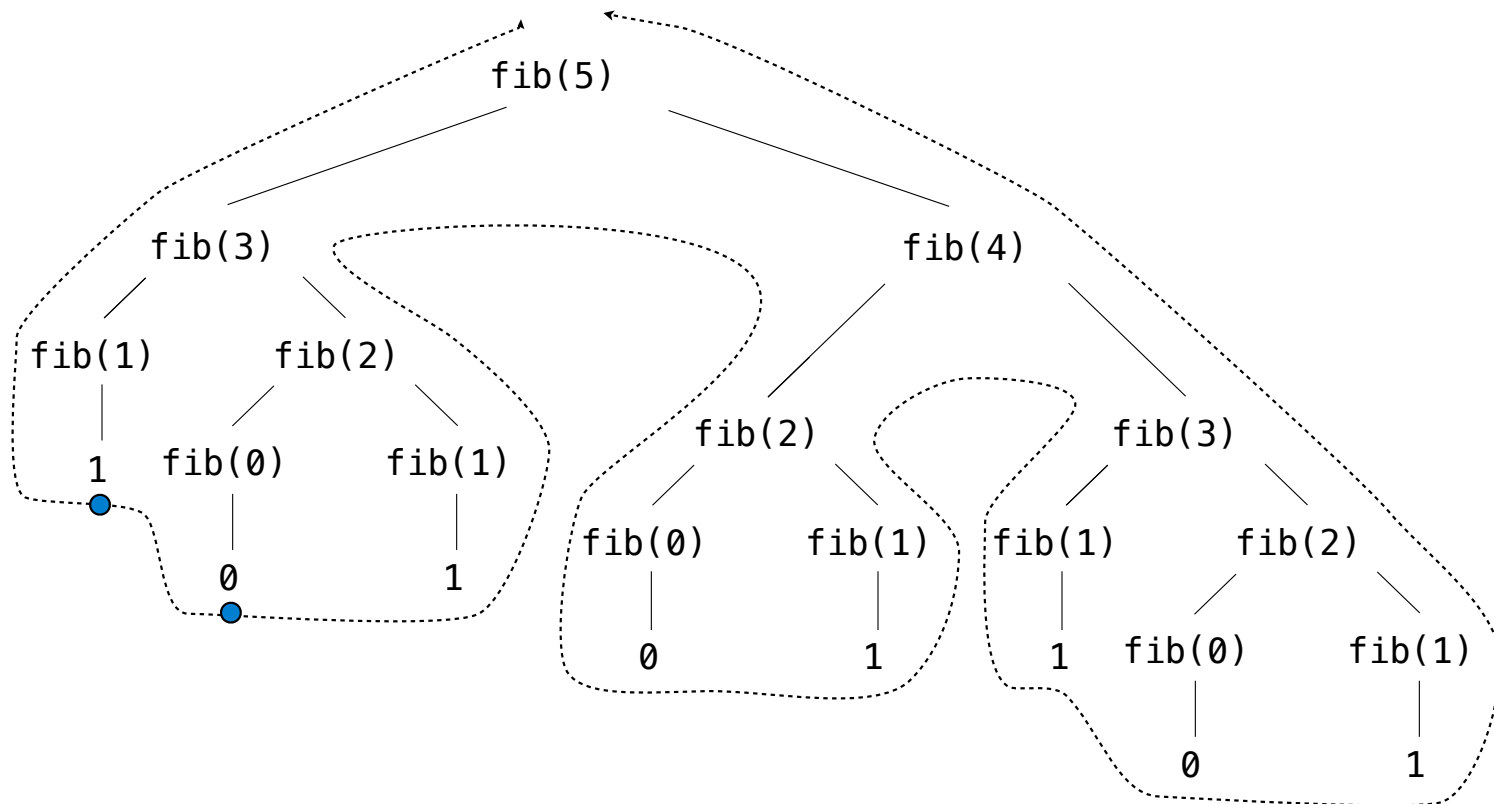 fib(5)
fib(3) fib(4)
fib(1) fib(2)
fib(2) fib(3)
1 fib(0) fib(1)
fib(0) fib(1) fib(1) fib(2)
0 1
0 1 1 fib(0) fib(1)
0 1